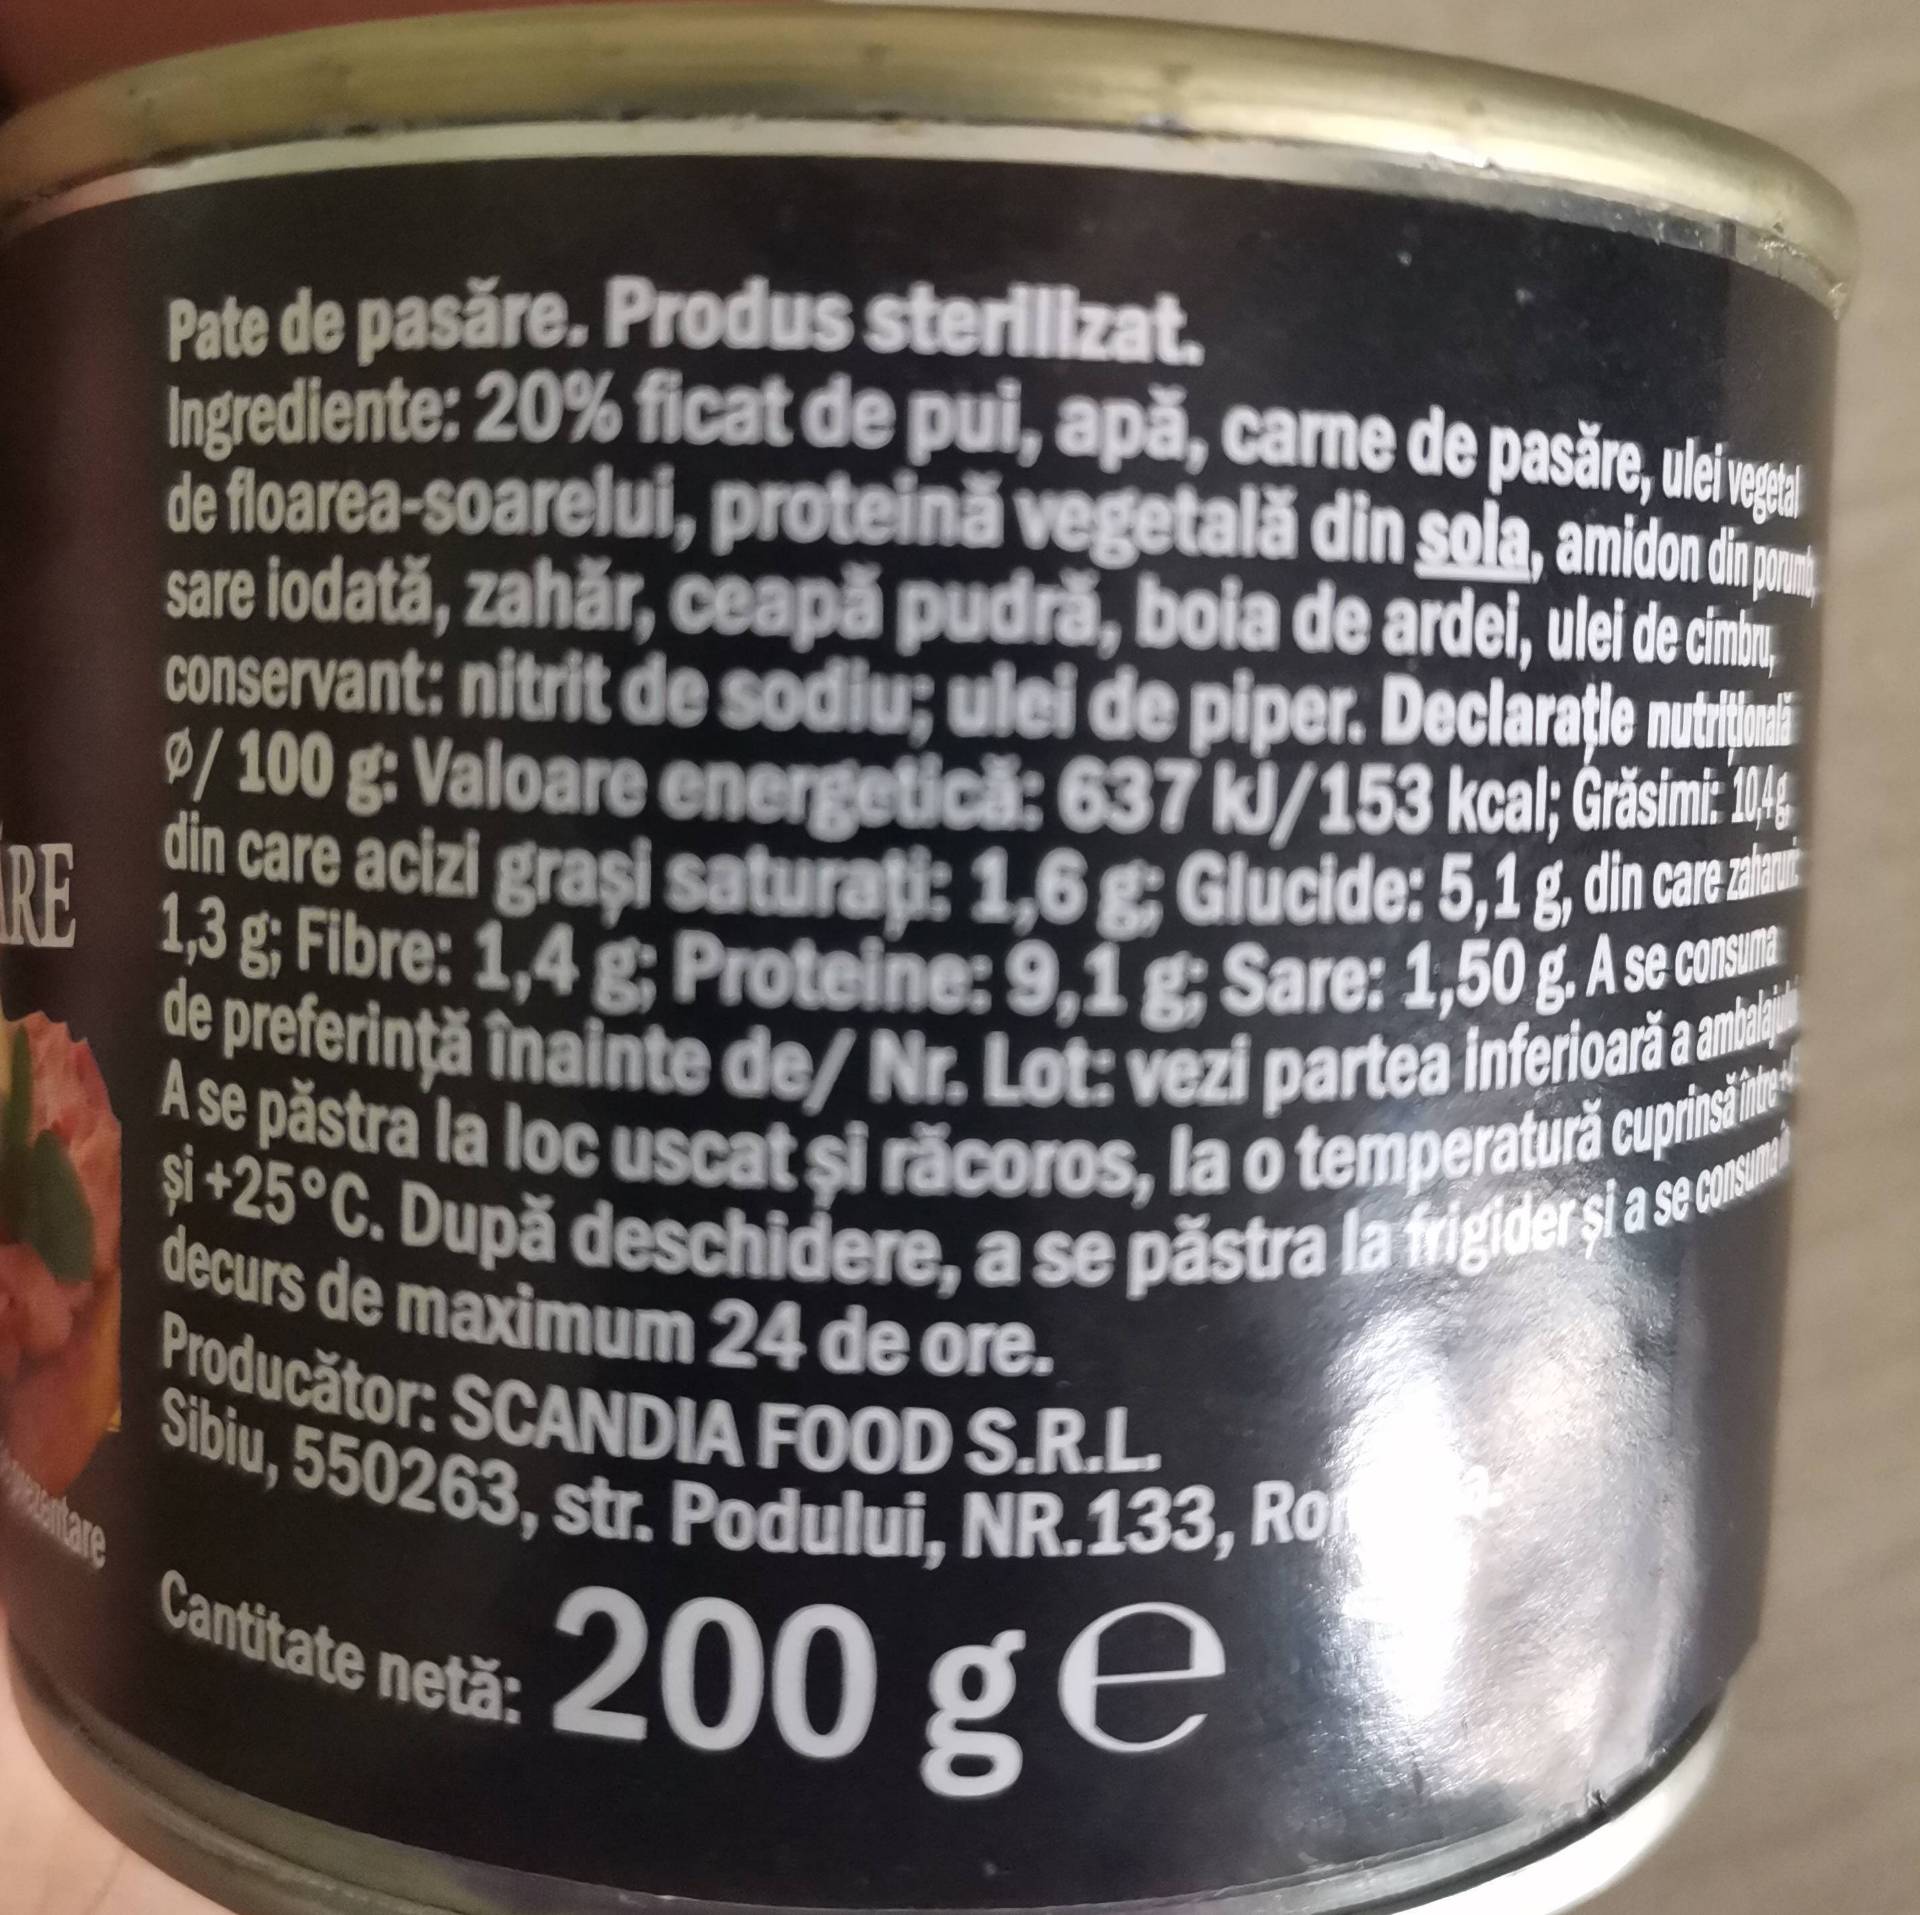 Pate de pasăre. Produs sterilizat.
Ingrediente: 20% ficat de pui, apă, carne de pasăre, ulei vegetal
de floarea-soarelui, proteină vegetală din soia, amidon din porumb,
sare iodată, zahăr, ceapă pudră, boia de ardei, ulei de cimbru,
conservant: nitrit de sodiu; ulei de piper. Declarație nutrițională
Ø/ 100 g: Valoare energetică: 637 kJ/153 kcal; Grăsimi: 10,4 g,
din care acizi grași saturați: 1,6 g; Glucide: 5,1 g, din care zaharuri:
1,3 g; Fibre: 1,4 g; Proteine: 9,1 g; Sare: 1,50 g. A se consuma
de preferință înainte de/ Nr. Lot: vezi partea inferioară a ambalajului
A se păstra la loc uscat și răcoros, la o temperatură cuprinsă între
și +25°C. După deschidere, a se păstra la frigider și a se consuma în
decurs de maximum 24 de ore.
Producător: SCANDIA FOOD S.R.L.
Sibiu, 550263, str. Podului, NR.133,
Cantitate netă: 200 g e